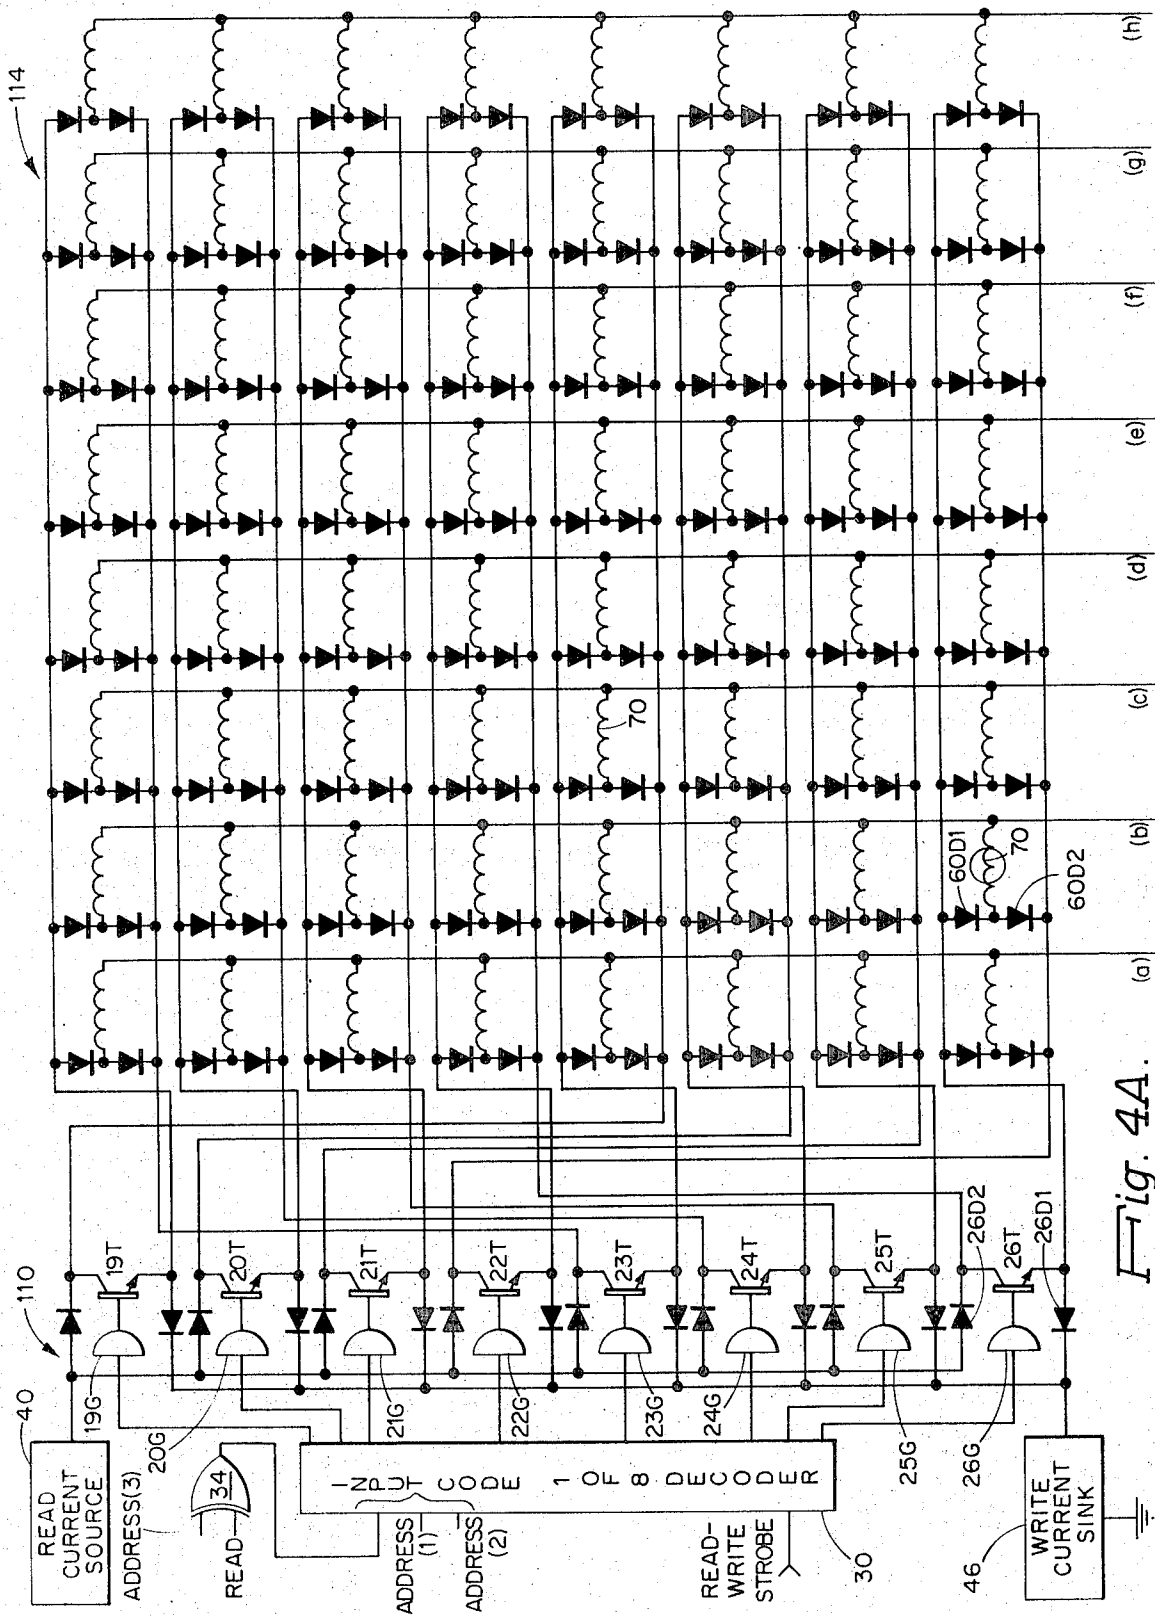 114
110
40
READ
CURRENT
SOURCE
ADDRESS(3)
34
READ
INPUT CODE
1 OF 8 DECODER
ADDRESS
(1)
ADDRESS
(2)
READ-
WRITE
STROBE
30
46
WRITE
CURRENT
SINK
19G
20G
21G
22G
23G
24G
25G
26G
19T
20T
21T
22T
23T
24T
25T
26D2
26T
26D1
70
60D1
70
60D2
(a)
(b)
(c)
(d)
(e)
(f)
(g)
(h)
Fig. 4A.